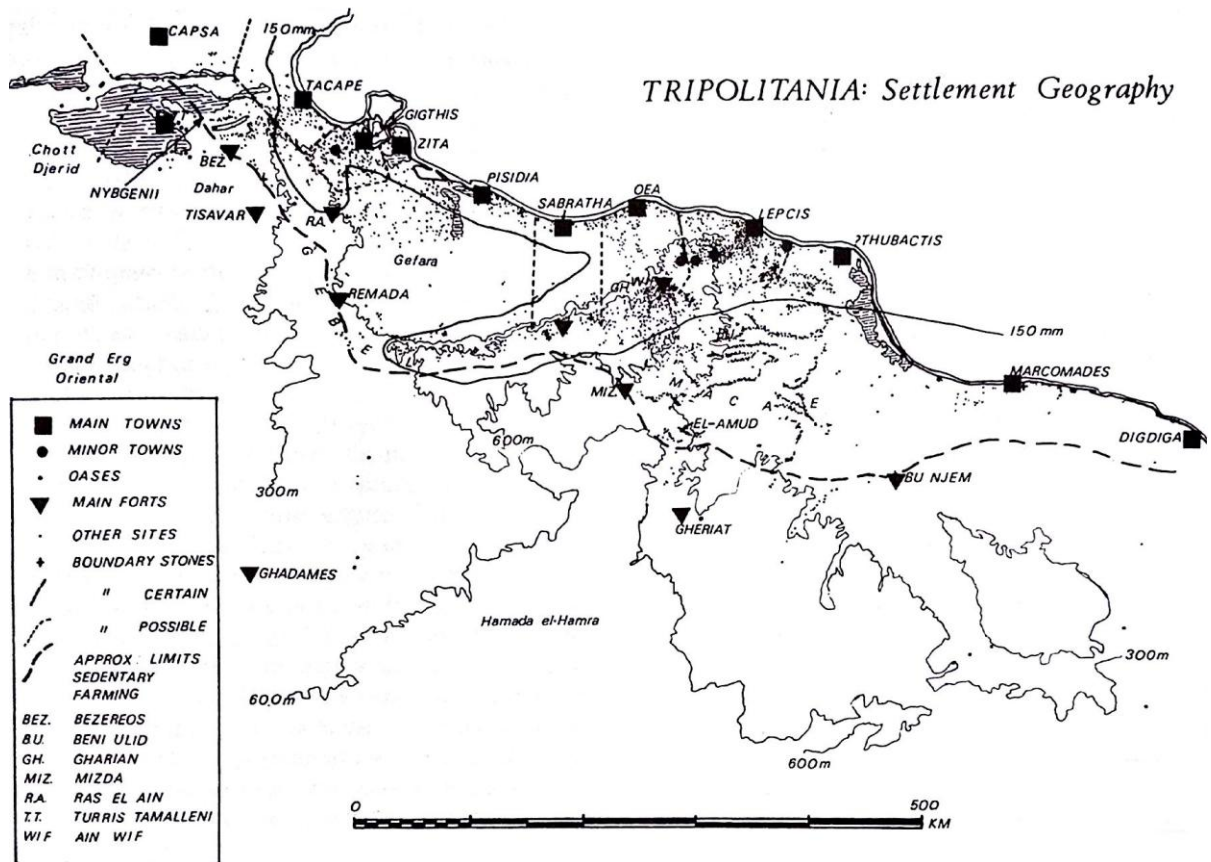 CAPSA
150mm
TRIPOLITANIA: Settlement Geography
TACAPE
GIGTHIS
ZITA
Chott
Djerid
BEZ
NYBGENII
Dahar
PISIDIA
OEA
SABRATHA
LEPCIS
TISAVAR
RA
?THUBACTIS
Gefara
GH
WIF
G E B E L
REMADA
150 mm
Grand Erg
Oriental
MIZ
M A C A E
MARCOMADES
EL-AMUD
DIGDIGA
600m
BU NJEM
300m
GHERIAT
GHADAMES
Hamada el-Hamra
300m
600m
600m
MAIN TOWNS
MINOR TOWNS
OASES
MAIN FORTS
OTHER SITES
BOUNDARY STONES
" CERTAIN
" POSSIBLE
APPROX: LIMITS
SEDENTARY
FARMING
BEZ. BEZEREOS
BU. BENI ULID
GH. GHARIAN
MIZ. MIZDA
RA. RAS EL AIN
T.T. TURRIS TAMALLENI
WIF AIN WIF
0 500
KM